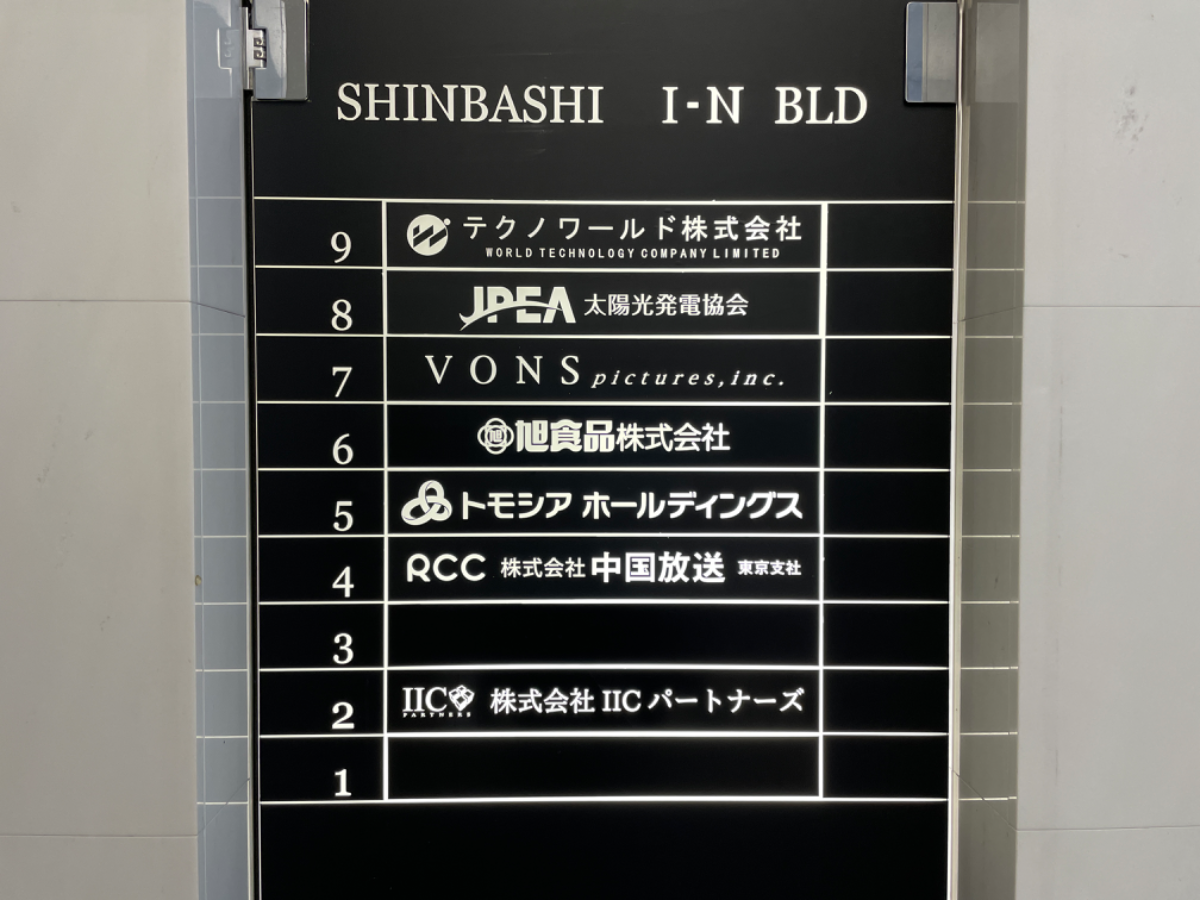 SHINBASHI I-N BLD
9 テクノワールド株式会社
WORLD TECHNOLOGY COMPANY LIMITED
8 JPEA 太陽光発電協会
7 VONS pictures,inc.
6 旭 旭食品株式会社
5 トモシア ホールディングス
4 RCC 株式会社 中国放送 東京支社
3
2 IIC PARTNERS 株式会社 IIC パートナーズ
1